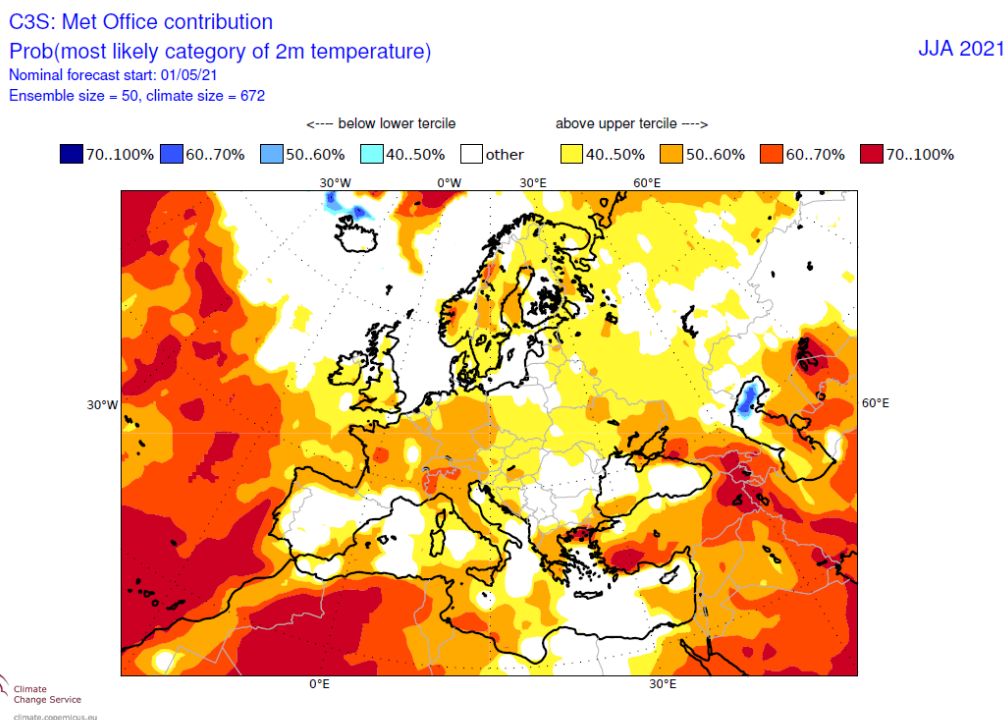 C3S: Met Office contribution
Prob(most likely category of 2m temperature)
JJA 2021
Nominal forecast start: 01/05/21
Ensemble size = 50, climate size = 672
<---- below lower tercile
above upper tercile ---->
70..100% 60..70% 50..60% 40..50% other 40..50% 50..60% 60..70% 70..100%
30°W 0°W 30°E 60°E
30°W
60°E
0°E 30°E
Climate
Change Service
climate.copernicus.eu